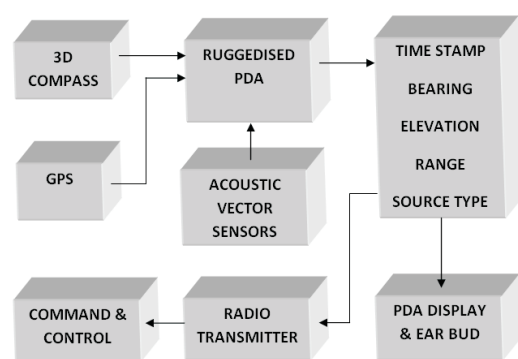 3D
COMPASS
RUGGEDISED
PDA
TIME STAMP
BEARING
ELEVATION
RANGE
SOURCE TYPE
GPS
ACOUSTIC
VECTOR
SENSORS
COMMAND &
CONTROL
RADIO
TRANSMITTER
PDA DISPLAY
& EAR BUD